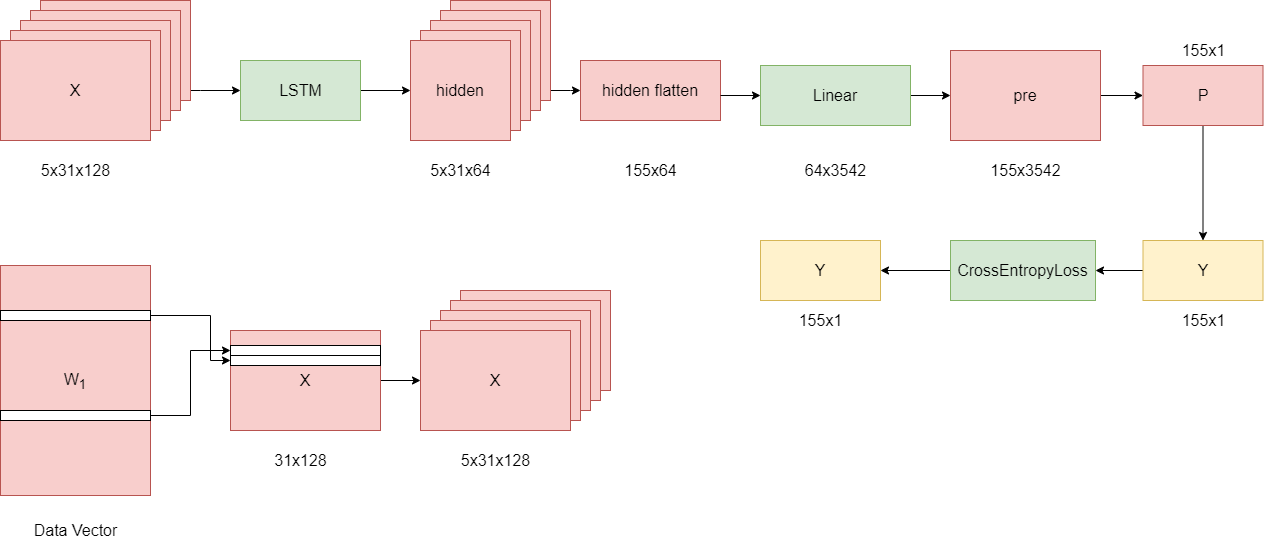 155x1
X
LSTM
hidden
hidden flatten
Linear
pre
P
5x31x128
5x31x64
155x64
64x3542
155x3542
Y
CrossEntropyLoss
Y
155x1
155x1
W1
X
X
31x128
5x31x128
Data Vector